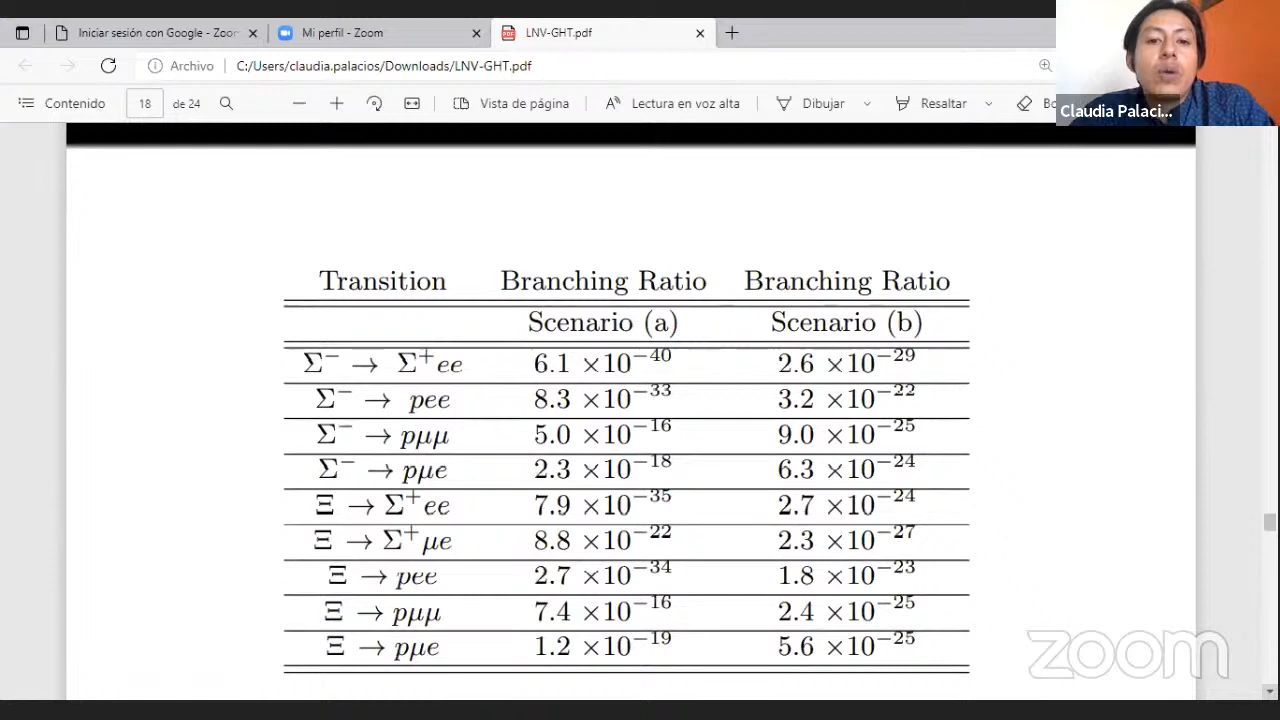 Iniciar sesión con Google - Zoom
Mi perfil - Zoom
LNV-GHT.pdf
Archivo
C:/Users/claudia.palacios/Downloads/LNV-GHT.pdf
Contenido
18
de 24
Vista de página
Lectura en voz alta
Dibujar
Resaltar
Claudia Palaci...
Transition Branching Ratio Branching Ratio
Scenario (a) Scenario (b)
Σ⁻ → Σ⁺ee 6.1 ×10⁻⁴⁰ 2.6 ×10⁻²⁹
Σ⁻ → pee 8.3 ×10⁻³³ 3.2 ×10⁻²²
Σ⁻ → pμμ 5.0 ×10⁻¹⁶ 9.0 ×10⁻²⁵
Σ⁻ → pμe 2.3 ×10⁻¹⁸ 6.3 ×10⁻²⁴
Ξ → Σ⁺ee 7.9 ×10⁻³⁵ 2.7 ×10⁻²⁴
Ξ → Σ⁺μe 8.8 ×10⁻²² 2.3 ×10⁻²⁷
Ξ → pee 2.7 ×10⁻³⁴ 1.8 ×10⁻²³
Ξ → pμμ 7.4 ×10⁻¹⁶ 2.4 ×10⁻²⁵
Ξ → pμe 1.2 ×10⁻¹⁹ 5.6 ×10⁻²⁵
zoom